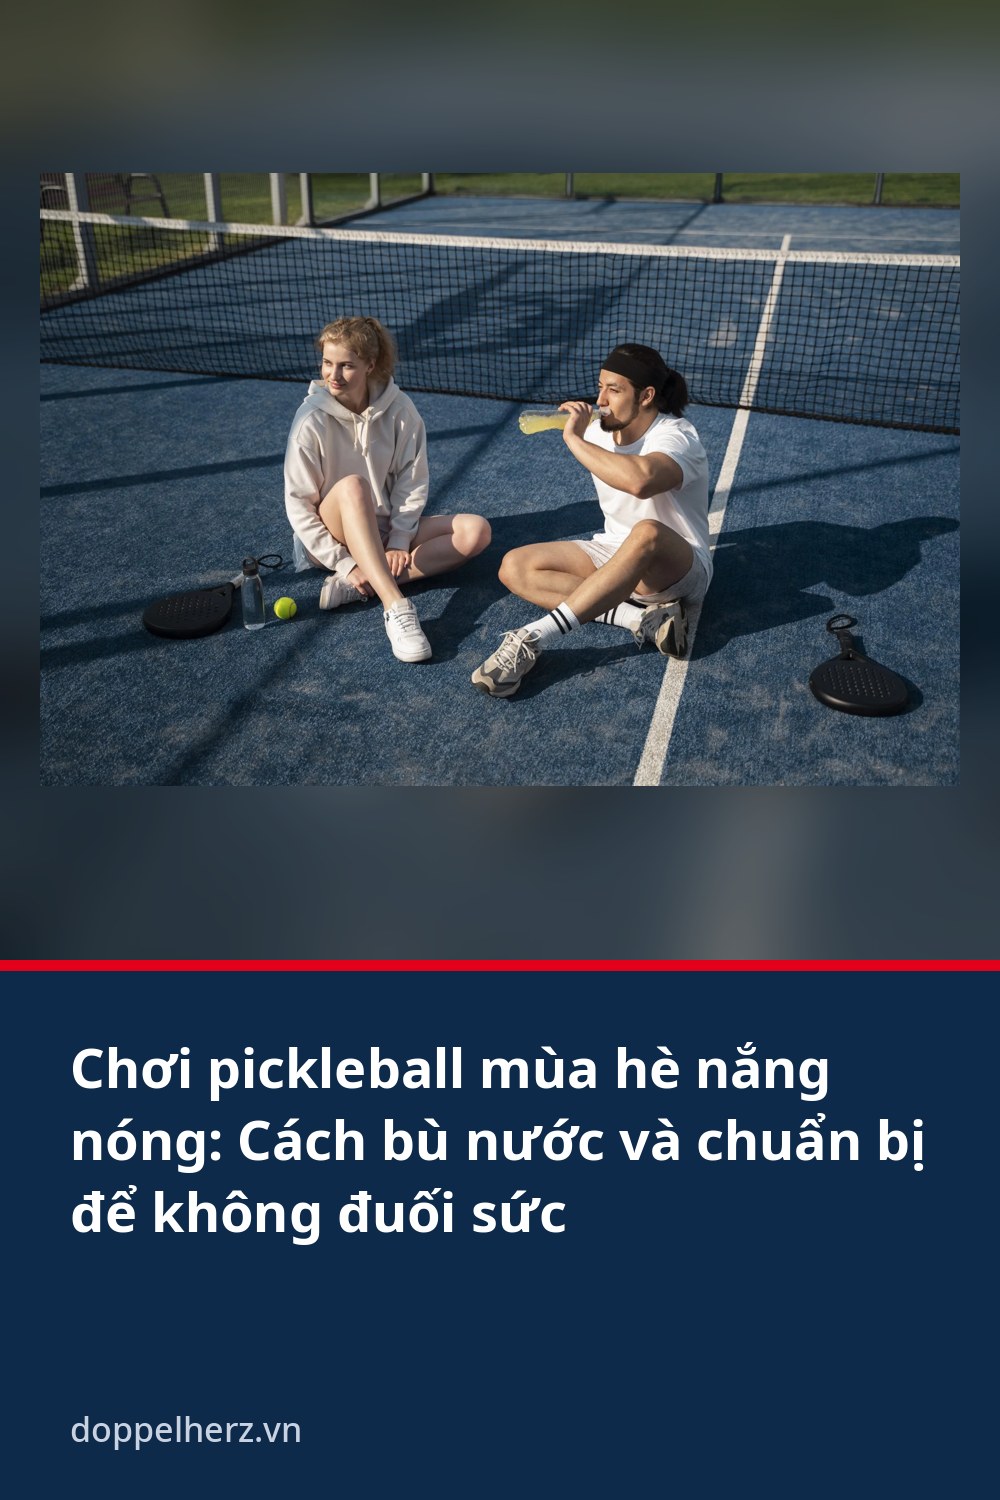 Chơi pickleball mùa hè nắng
nóng: Cách bù nước và chuẩn bị
để không đuối sức
doppelherz.vn